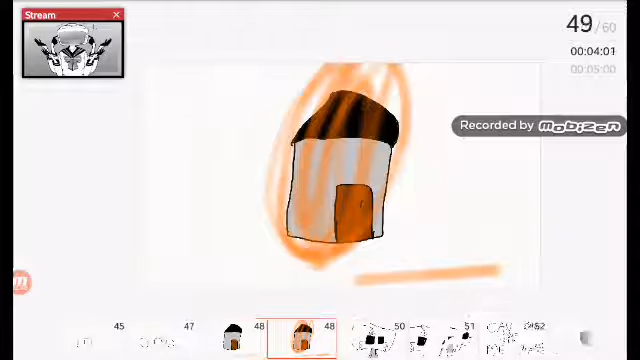 Stream
49/60
00:04:01
00:05:00
Recorded by mobizen
m
45 47 48 48 50 51 52